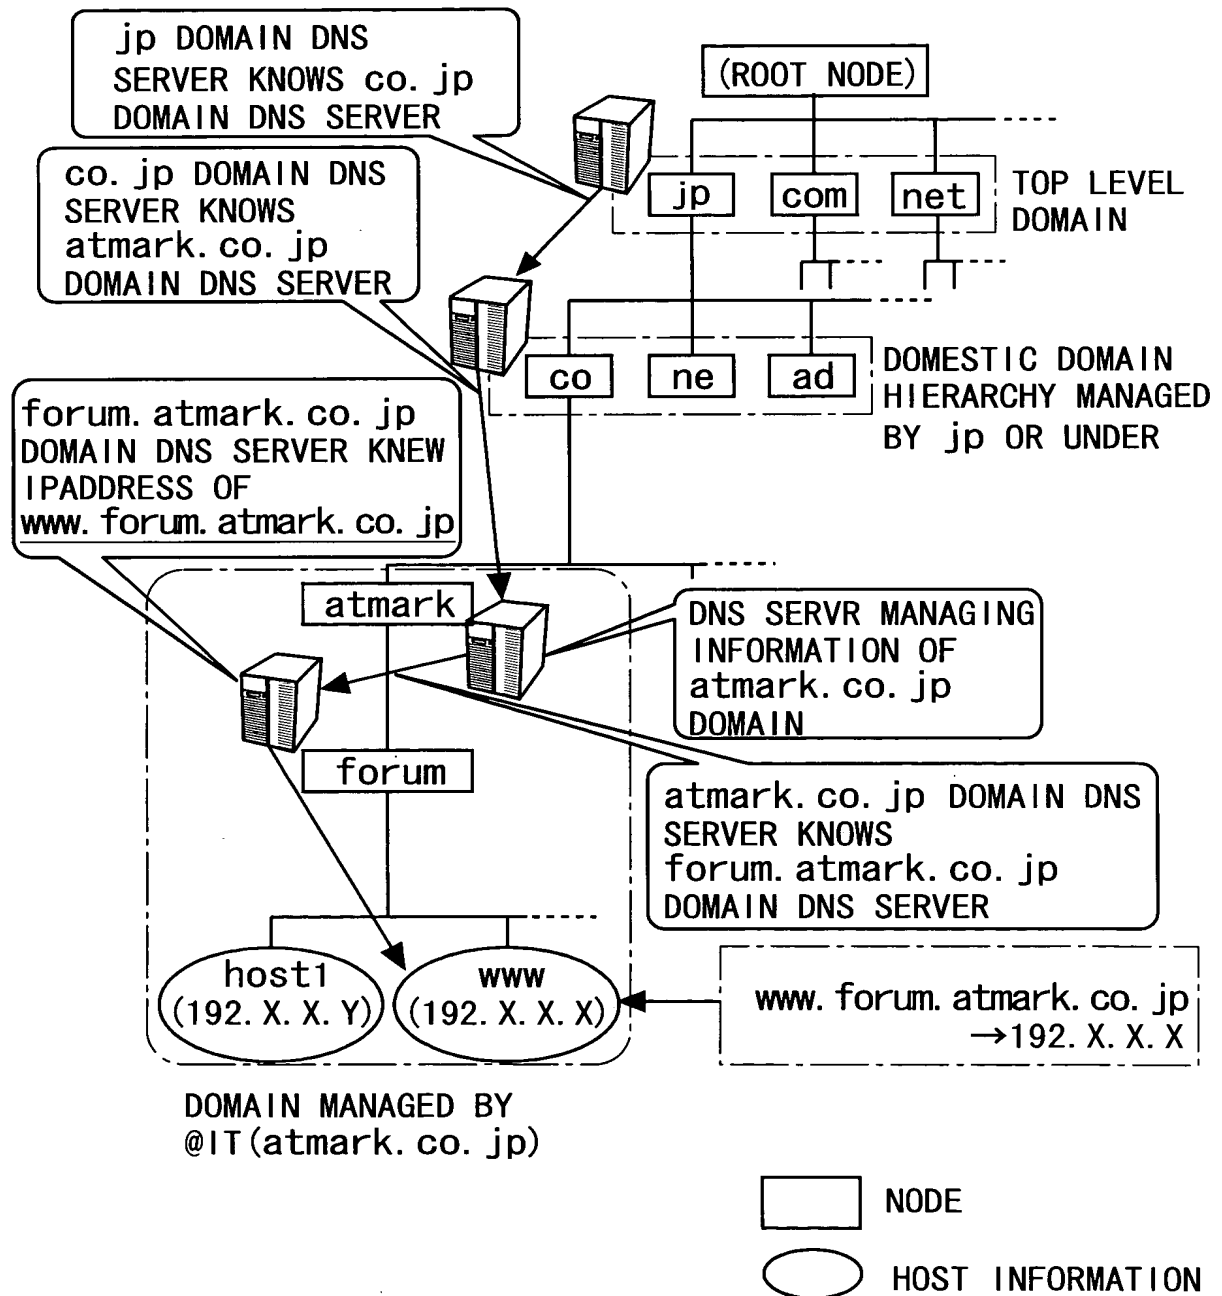 jp DOMAIN DNS
SERVER KNOWS co. jp
DOMAIN DNS SERVER
(ROOT NODE)
co. jp DOMAIN DNS
SERVER KNOWS
atmark. co. jp
DOMAIN DNS SERVER
jp
com
net
TOP LEVEL
DOMAIN
co
ne
ad
DOMESTIC DOMAIN
HIERARCHY MANAGED
BY jp OR UNDER
forum. atmark. co. jp
DOMAIN DNS SERVER KNEW
IPADDRESS OF
www. forum. atmark. co. jp
atmark
DNS SERVR MANAGING
INFORMATION OF
atmark. co. jp
DOMAIN
forum
atmark. co. jp DOMAIN DNS
SERVER KNOWS
forum. atmark. co. jp
DOMAIN DNS SERVER
host1
(192. X. X. Y)
www
(192. X. X. X)
www. forum. atmark. co. jp
→192. X. X. X
DOMAIN MANAGED BY
@IT(atmark. co. jp)
NODE
HOST INFORMATION